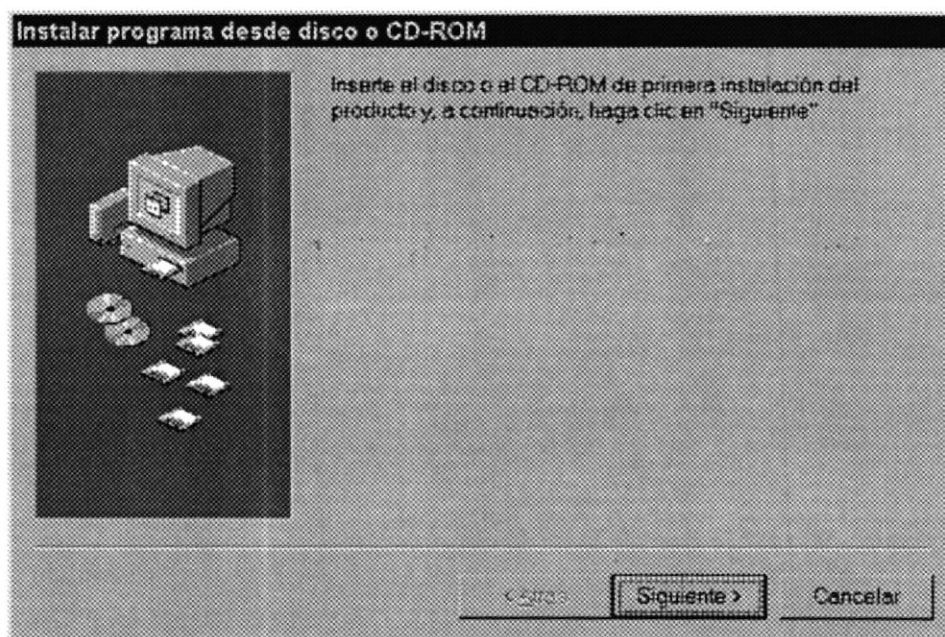 Instalar programa desde disco o CD-ROM
Inserte el disco o el CD-ROM de primera instalación del
producto y, a continuación, haga clic en "Siguiente"
< Atrás
Siguiente >
Cancelar